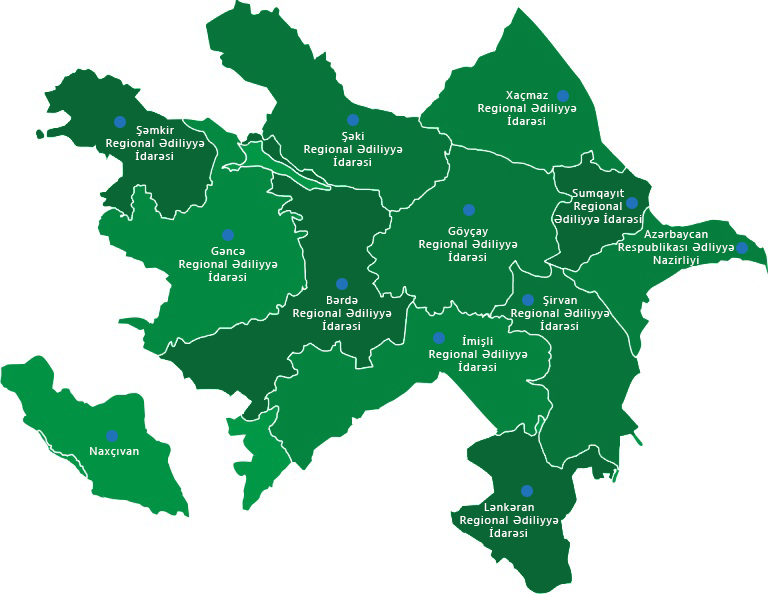 Xaçmaz
Regional Ədiliyyə
İdarəsi
Şəmkir
Regional Ədiliyyə
İdarəsi
Şəki
Regional Ədiliyyə
İdarəsi
Sumqayıt
Regional
Ədiliyyə İdarəsi
Göyçay
Regional Ədiliyyə
İdarəsi
Azərbaycan
Respublikası Ədliyyə
Nazirliyi
Gəncə
Regional Ədiliyyə
İdarəsi
Bərdə
Regional Ədiliyyə
İdarəsi
Şirvan
Regional Ədiliyyə
İdarəsi
İmişli
Regional Ədiliyyə
İdarəsi
Naxçıvan
Lənkəran
Regional Ədiliyyə
İdarəsi